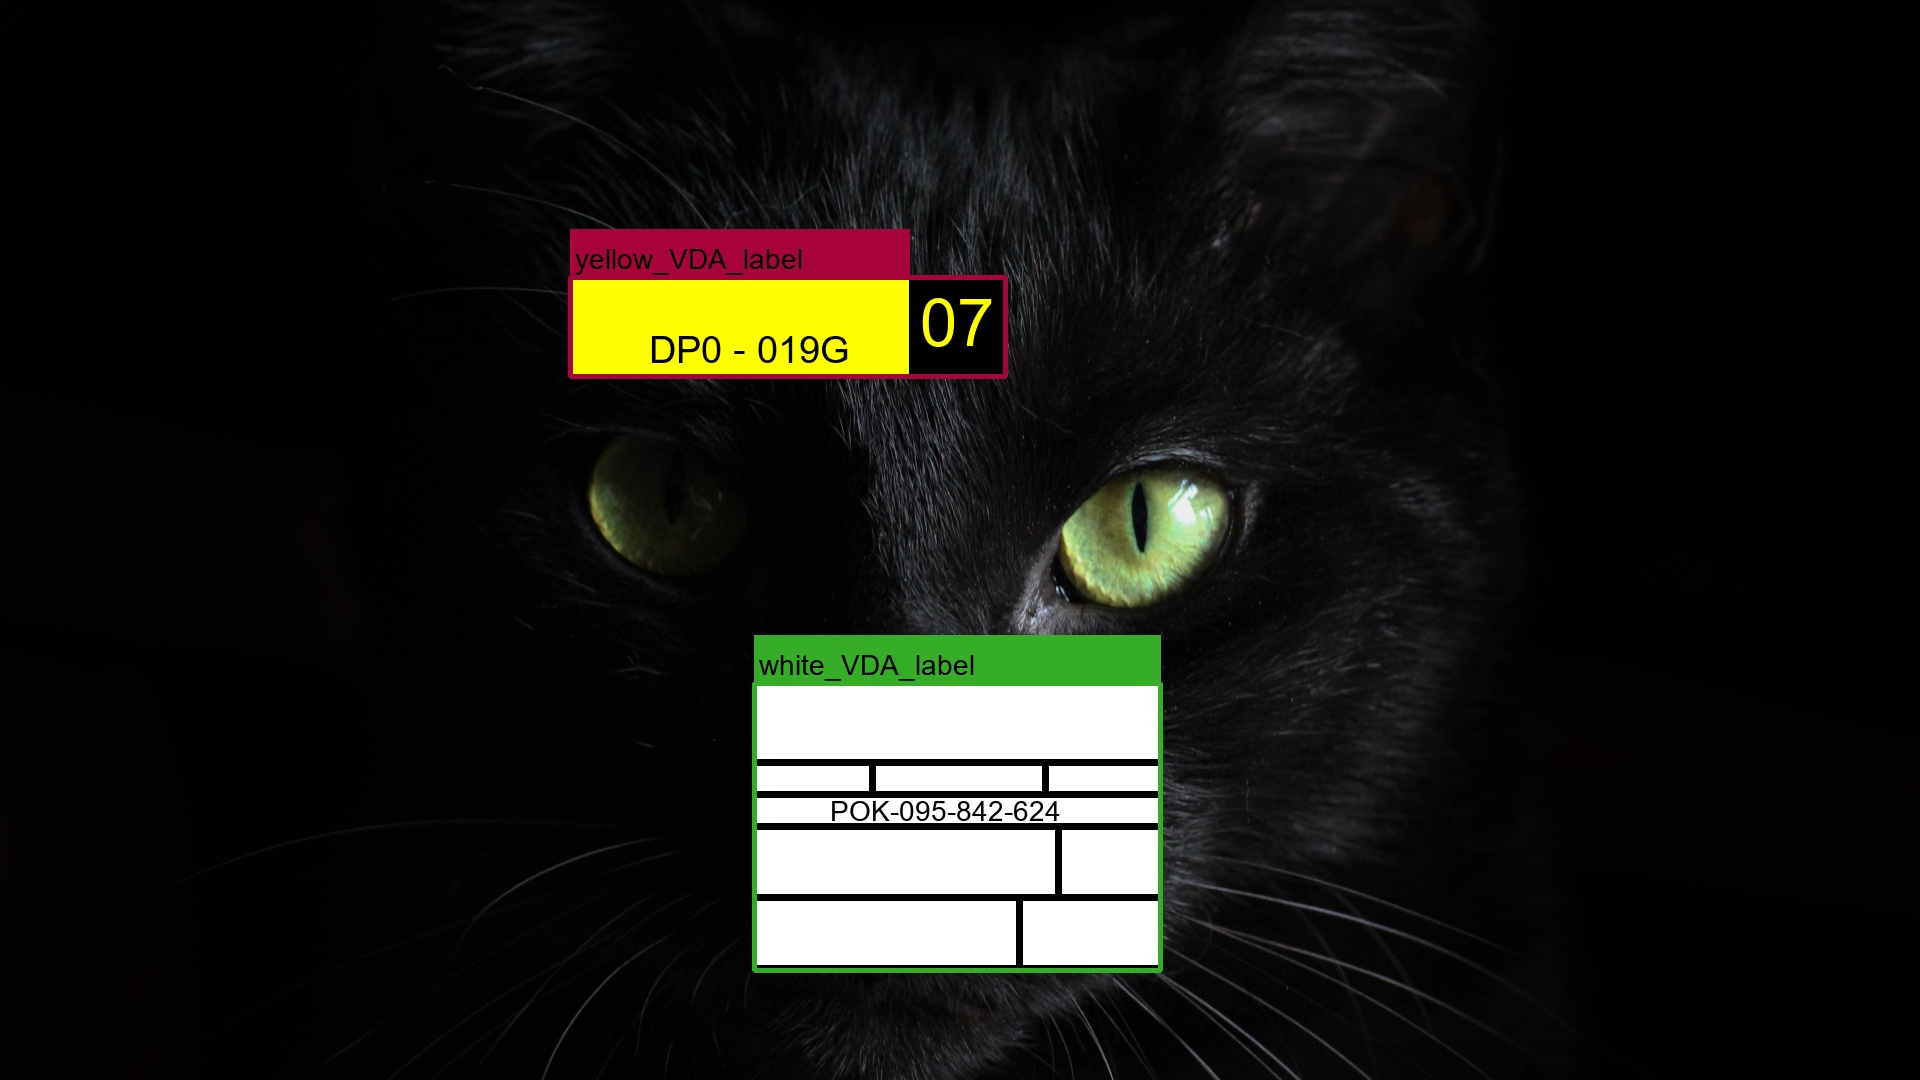 yellow_VDA_label
DP0 - 019G
07
white_VDA_label
POK-095-842-624